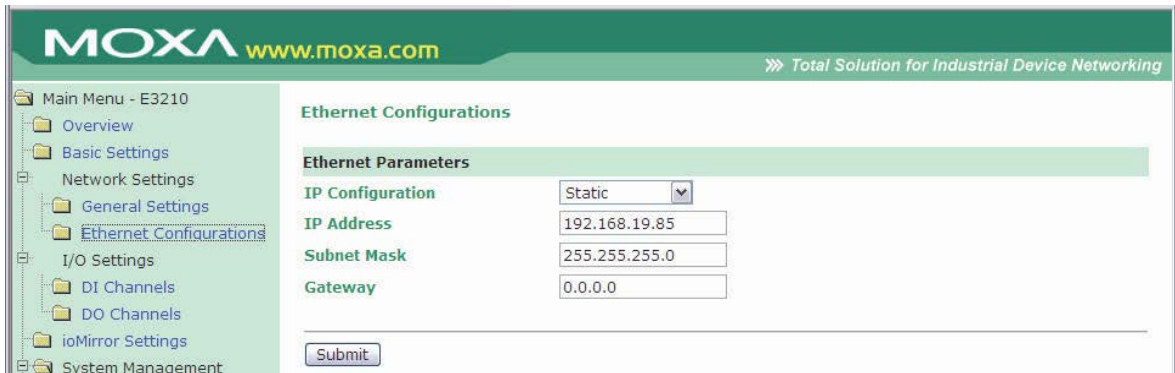 MOXA www.moxa.com
Total Solution for Industrial Device Networking
Main Menu - E3210
Overview
Basic Settings
Network Settings
General Settings
Ethernet Configurations
I/O Settings
DI Channels
DO Channels
ioMirror Settings
System Management
Ethernet Configurations
Ethernet Parameters
IP Configuration Static
IP Address 192.168.19.85
Subnet Mask 255.255.255.0
Gateway 0.0.0.0
Submit